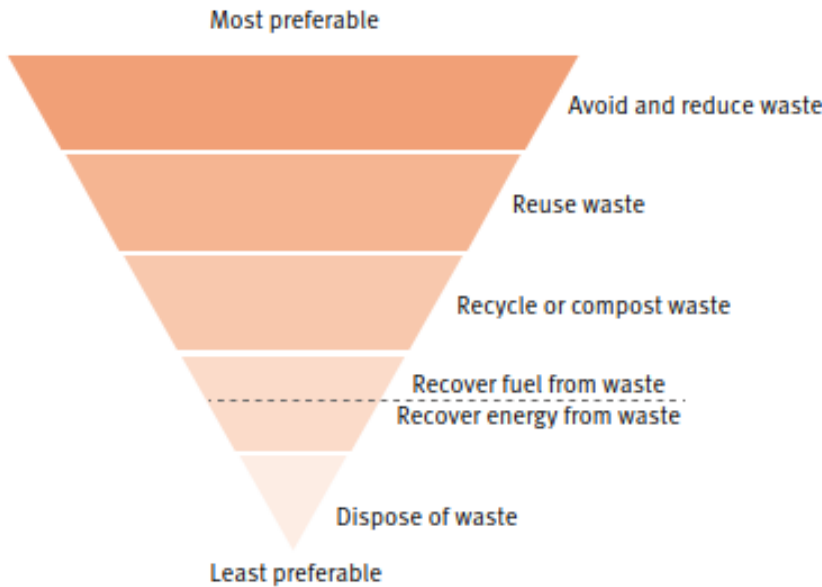 Most preferable
Avoid and reduce waste
Reuse waste
Recycle or compost waste
Recover fuel from waste
Recover energy from waste
Dispose of waste
Least preferable